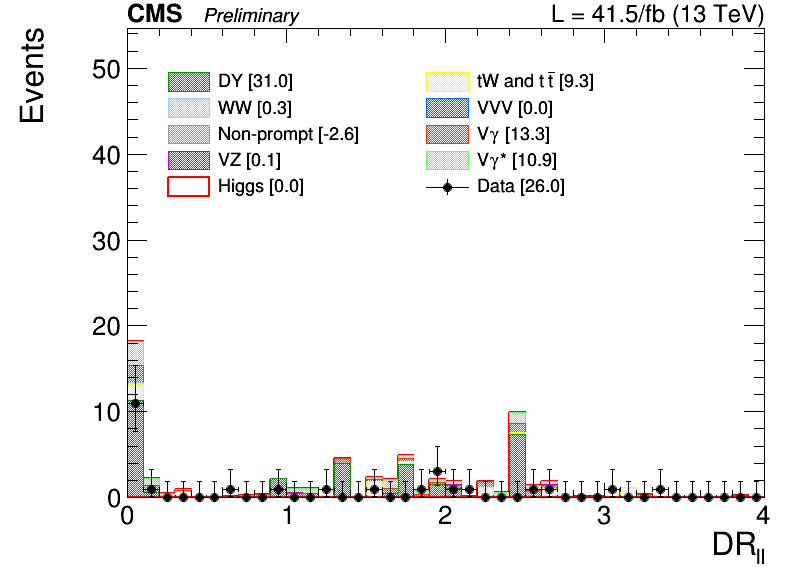 CMS Preliminary L = 41.5/fb (13 TeV)
Events
50
40
30
20
10
0
DY [31.0]
WW [0.3]
Non-prompt [-2.6]
VZ [0.1]
Higgs [0.0]
tW and tt̅ [9.3]
VVV [0.0]
Vγ [13.3]
Vγ* [10.9]
Data [26.0]
0 1 2 3 4
DR_ll